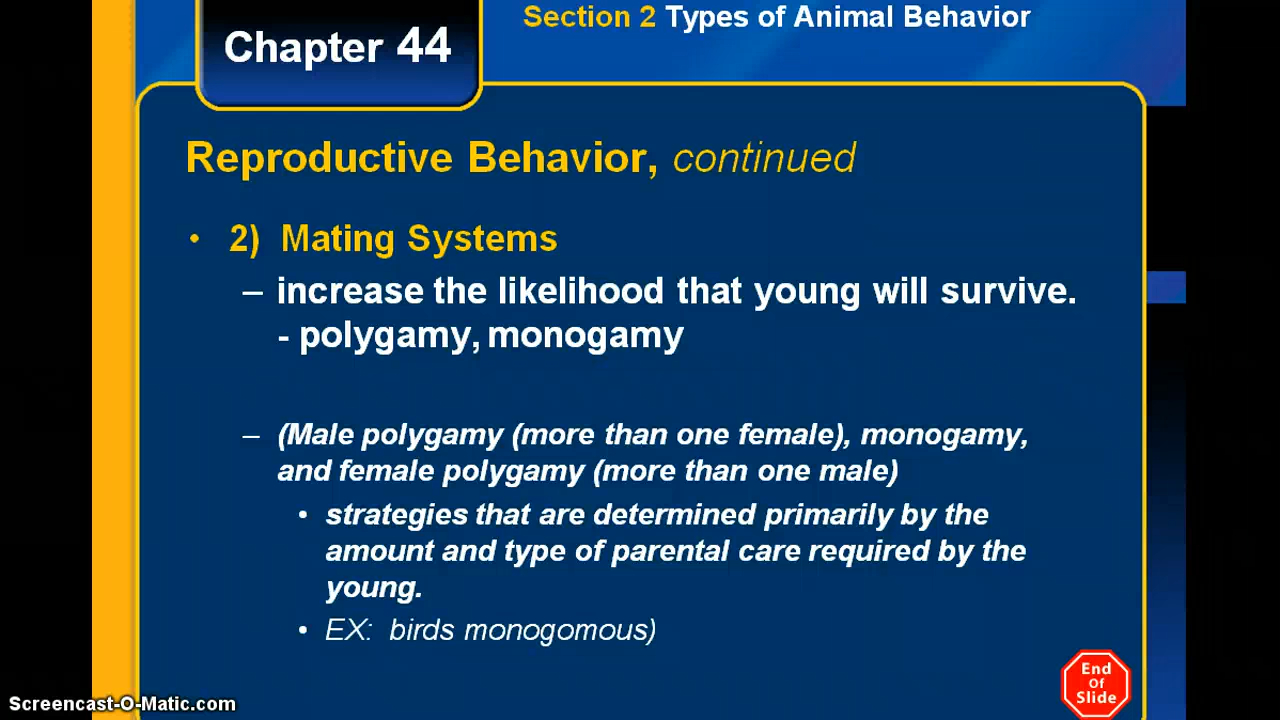 Section 2 Types of Animal Behavior
Chapter 44
Reproductive Behavior, continued
• 2) Mating Systems
– increase the likelihood that young will survive.
- polygamy, monogamy
– (Male polygamy (more than one female), monogamy,
and female polygamy (more than one male)
• strategies that are determined primarily by the
amount and type of parental care required by the
young.
• EX: birds monogomous)
End
Of
Slide
Screencast-O-Matic.com